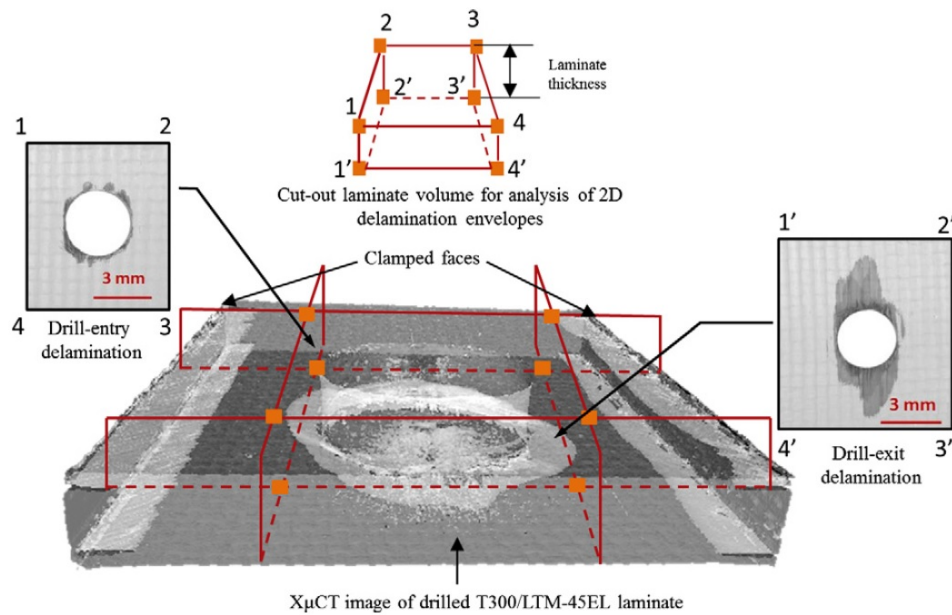 2
3
Laminate
thickness
2'
3'
1
4
1'
4'
Cut-out laminate volume for analysis of 2D
delamination envelopes
1
2
3 mm
4
3
Drill-entry
delamination
Clamped faces
1'
2'
3 mm
4'
3'
Drill-exit
delamination
XμCT image of drilled T300/LTM-45EL laminate